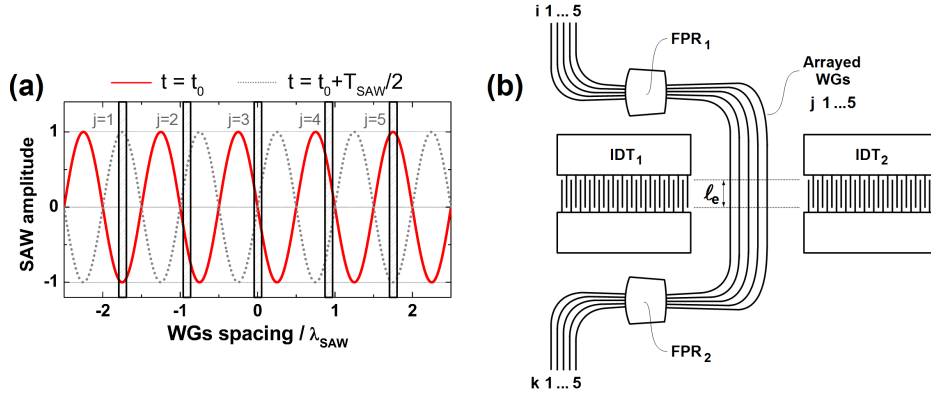 (a)
t = t0
t = t0+TSAW/2
j=1
j=2
j=3
j=4
j=5
1
0
-1
SAW amplitude
-2
-1
0
1
2
WGs spacing / λSAW
(b)
i 1 ... 5
FPR1
Arrayed
WGs
j 1 ...5
IDT1
IDT2
ℓe
FPR2
k 1 ... 5